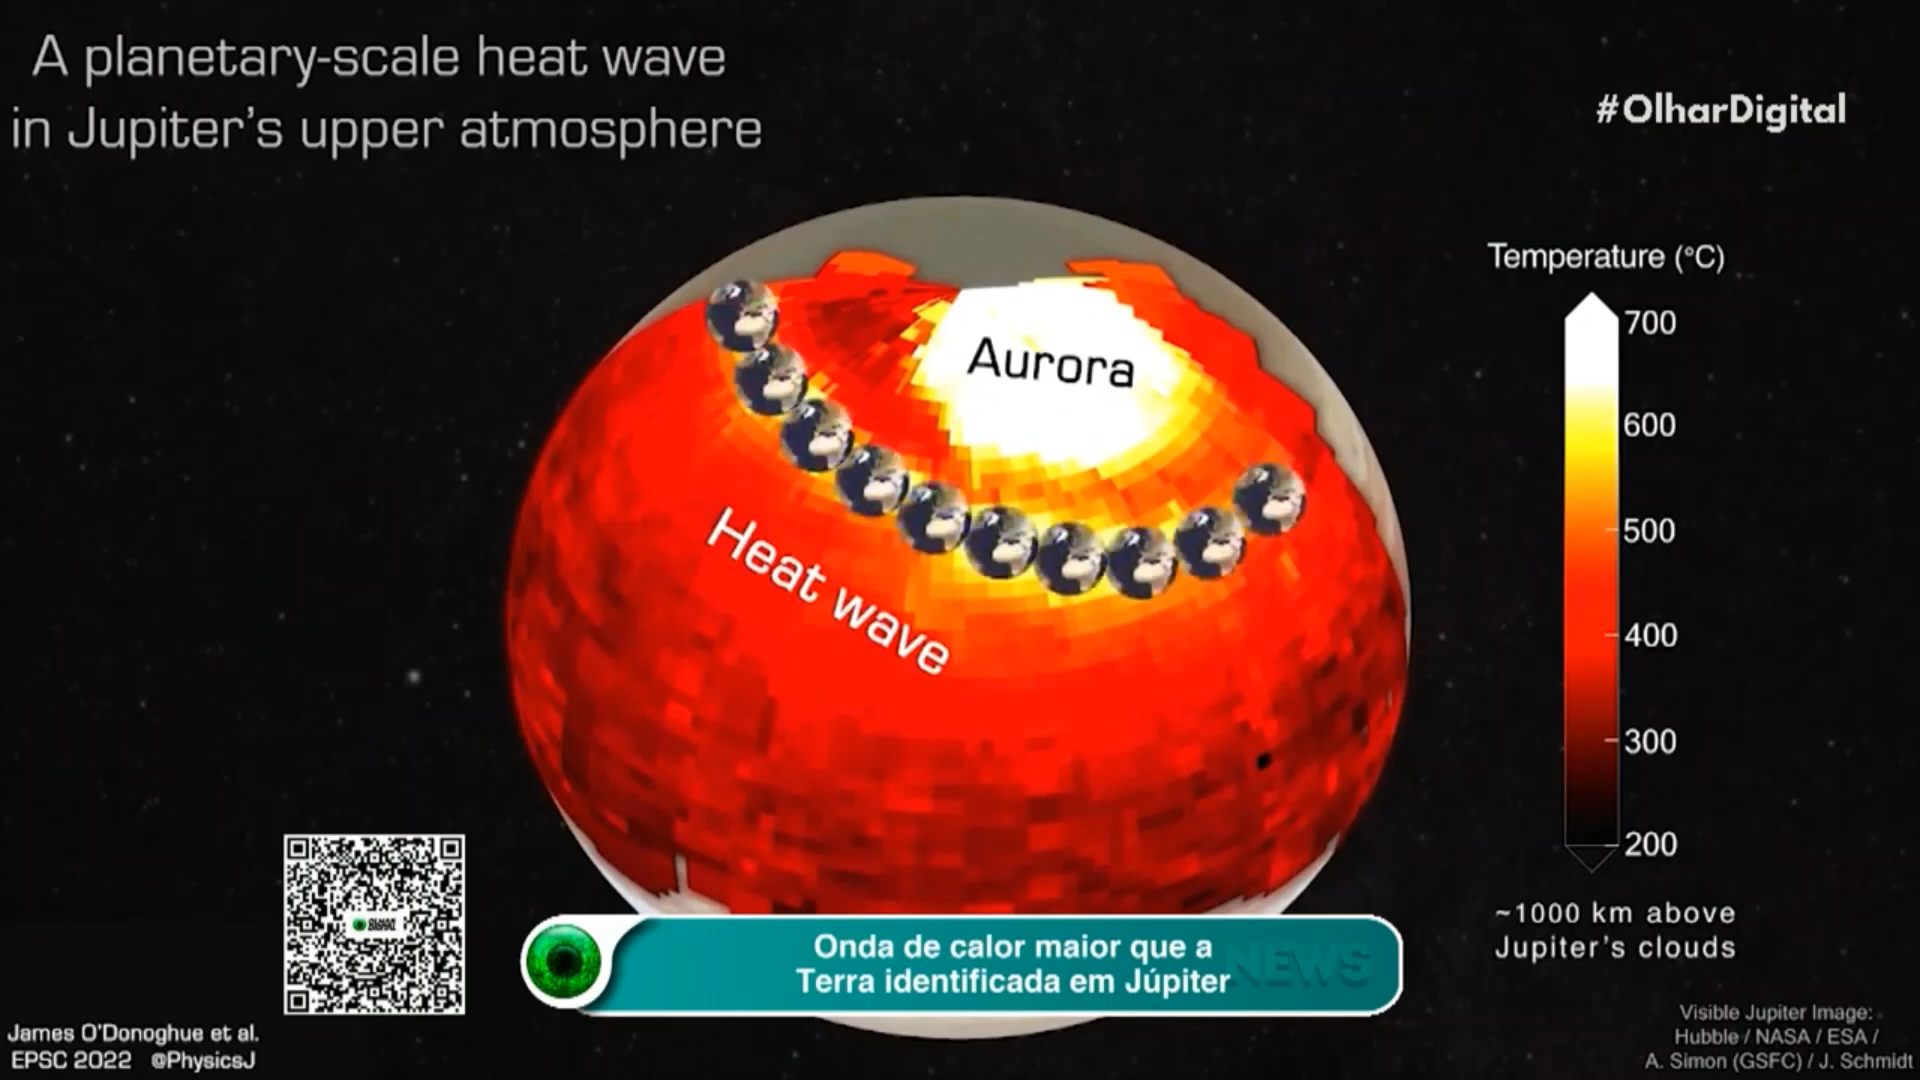 A planetary-scale heat wave
in Jupiter's upper atmosphere
#OlharDigital
Temperature (°C)
700
600
500
400
300
200
~1000 km above
Jupiter's clouds
Aurora
Heat wave
Onda de calor maior que a
Terra identificada em Júpiter
NEWS
James O'Donoghue et al.
EPSC 2022 @PhysicsJ
Visible Jupiter Image:
Hubble / NASA / ESA /
A. Simon (GSFC) / J. Schmidt